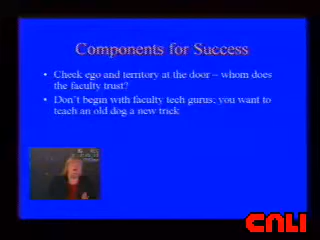 Components for Success
• Check ego and territory at the door – whom does
the faculty trust?
• Don't begin with faculty tech gurus; you want to
teach an old dog a new trick
CNLI